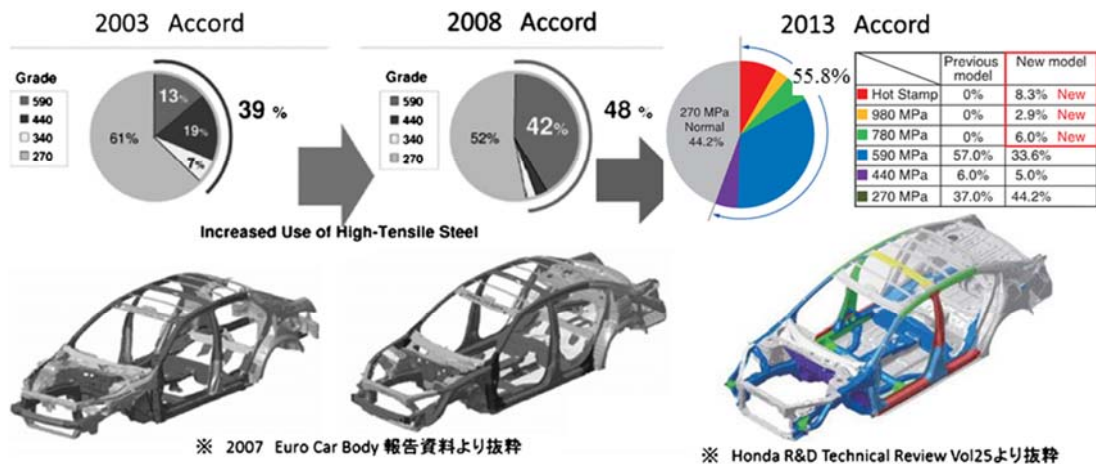 2003 Accord
Grade
590
440
340
270
13%
19%
7%
61%
39 %
2008 Accord
Grade
590
440
340
270
42%
52%
48 %
2013 Accord
55.8%
270 MPa
Normal
44.2%
Previous model New model
Hot Stamp 0% 8.3% New
980 MPa 0% 2.9% New
780 MPa 0% 6.0% New
590 MPa 57.0% 33.6%
440 MPa 6.0% 5.0%
270 MPa 37.0% 44.2%
Increased Use of High-Tensile Steel
※ 2007 Euro Car Body 報告資料より抜粋
※ Honda R&D Technical Review Vol25より抜粋